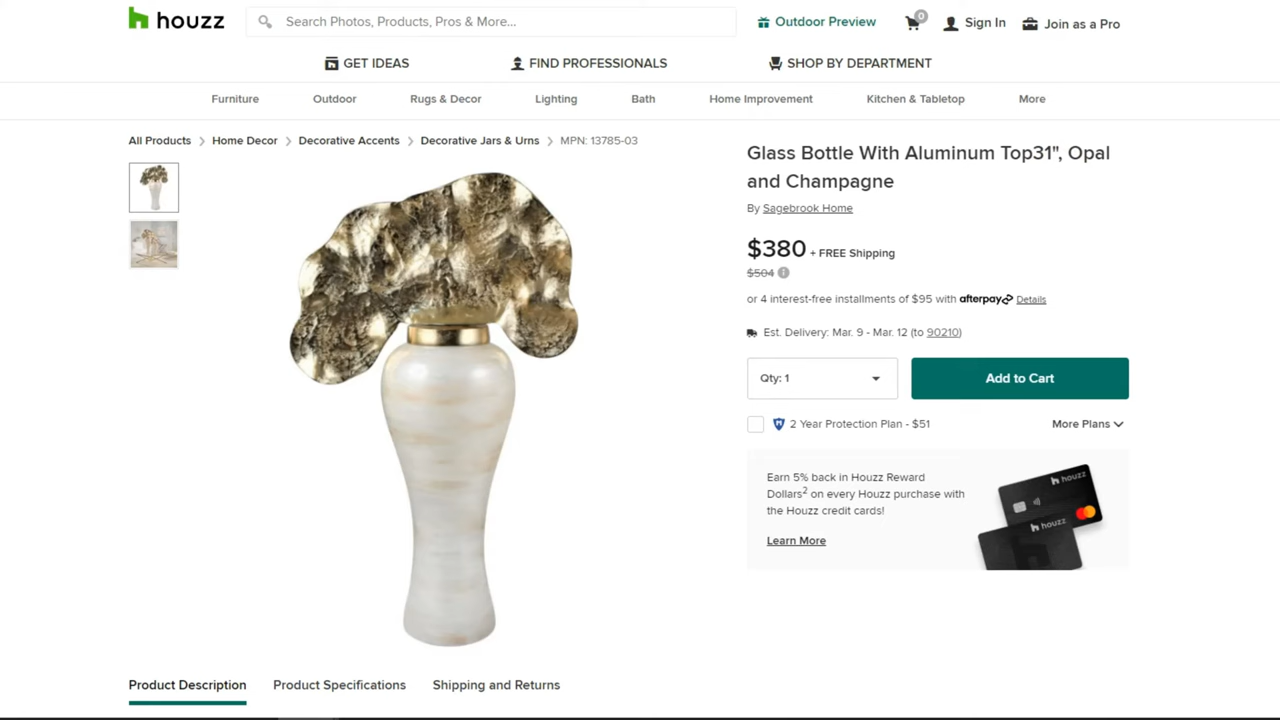 houzz
Search Photos, Products, Pros & More...
Outdoor Preview
0
Sign In
Join as a Pro
GET IDEAS
FIND PROFESSIONALS
SHOP BY DEPARTMENT
Furniture
Outdoor
Rugs & Decor
Lighting
Bath
Home Improvement
Kitchen & Tabletop
More
All Products
Home Decor
Decorative Accents
Decorative Jars & Urns
MPN: 13785-03
Glass Bottle With Aluminum Top31", Opal
and Champagne
By Sagebrook Home
$380 + FREE Shipping
$504
or 4 interest-free installments of $95 with afterpay Details
Est. Delivery: Mar. 9 - Mar. 12 (to 90210)
Qty: 1
Add to Cart
2 Year Protection Plan - $51
More Plans
Earn 5% back in Houzz Reward
Dollars2 on every Houzz purchase with
the Houzz credit cards!
Learn More
houzz
houzz
Product Description
Product Specifications
Shipping and Returns